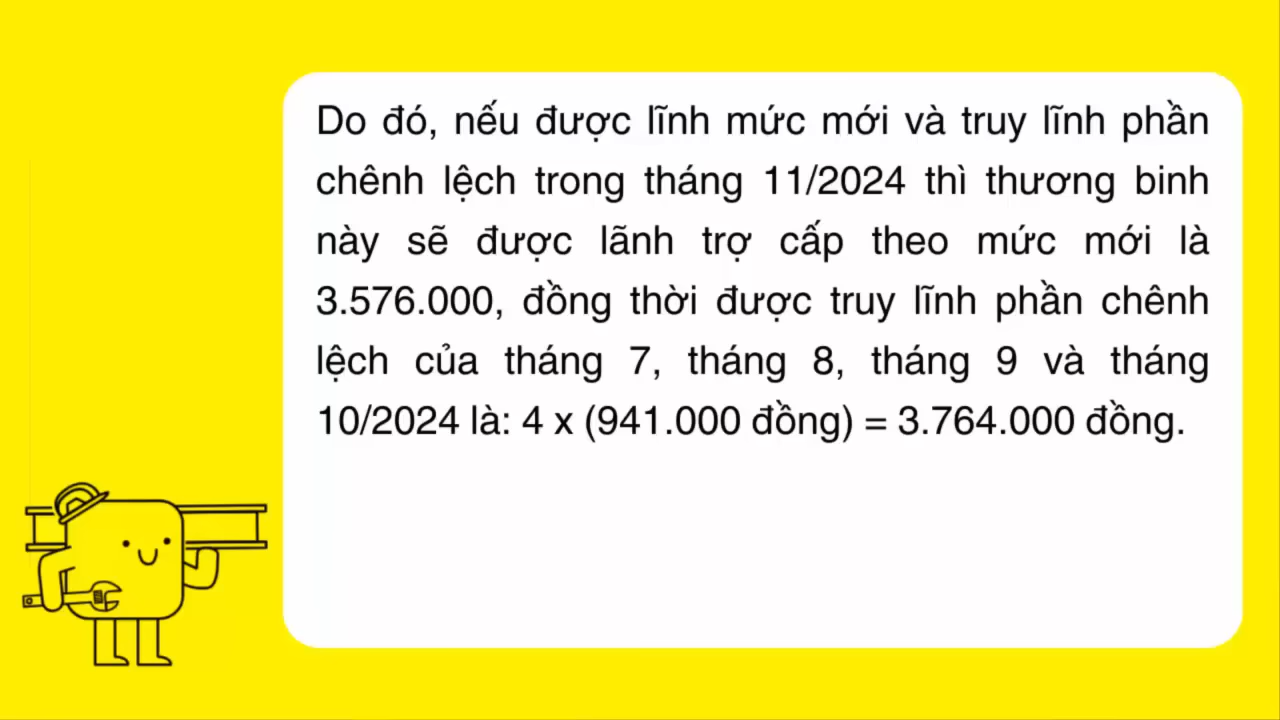 Do đó, nếu được lĩnh mức mới và truy lĩnh phần
chênh lệch trong tháng 11/2024 thì thương binh
này sẽ được lãnh trợ cấp theo mức mới là
3.576.000, đồng thời được truy lĩnh phần chênh
lệch của tháng 7, tháng 8, tháng 9 và tháng
10/2024 là: 4 x (941.000 đồng) = 3.764.000 đồng.